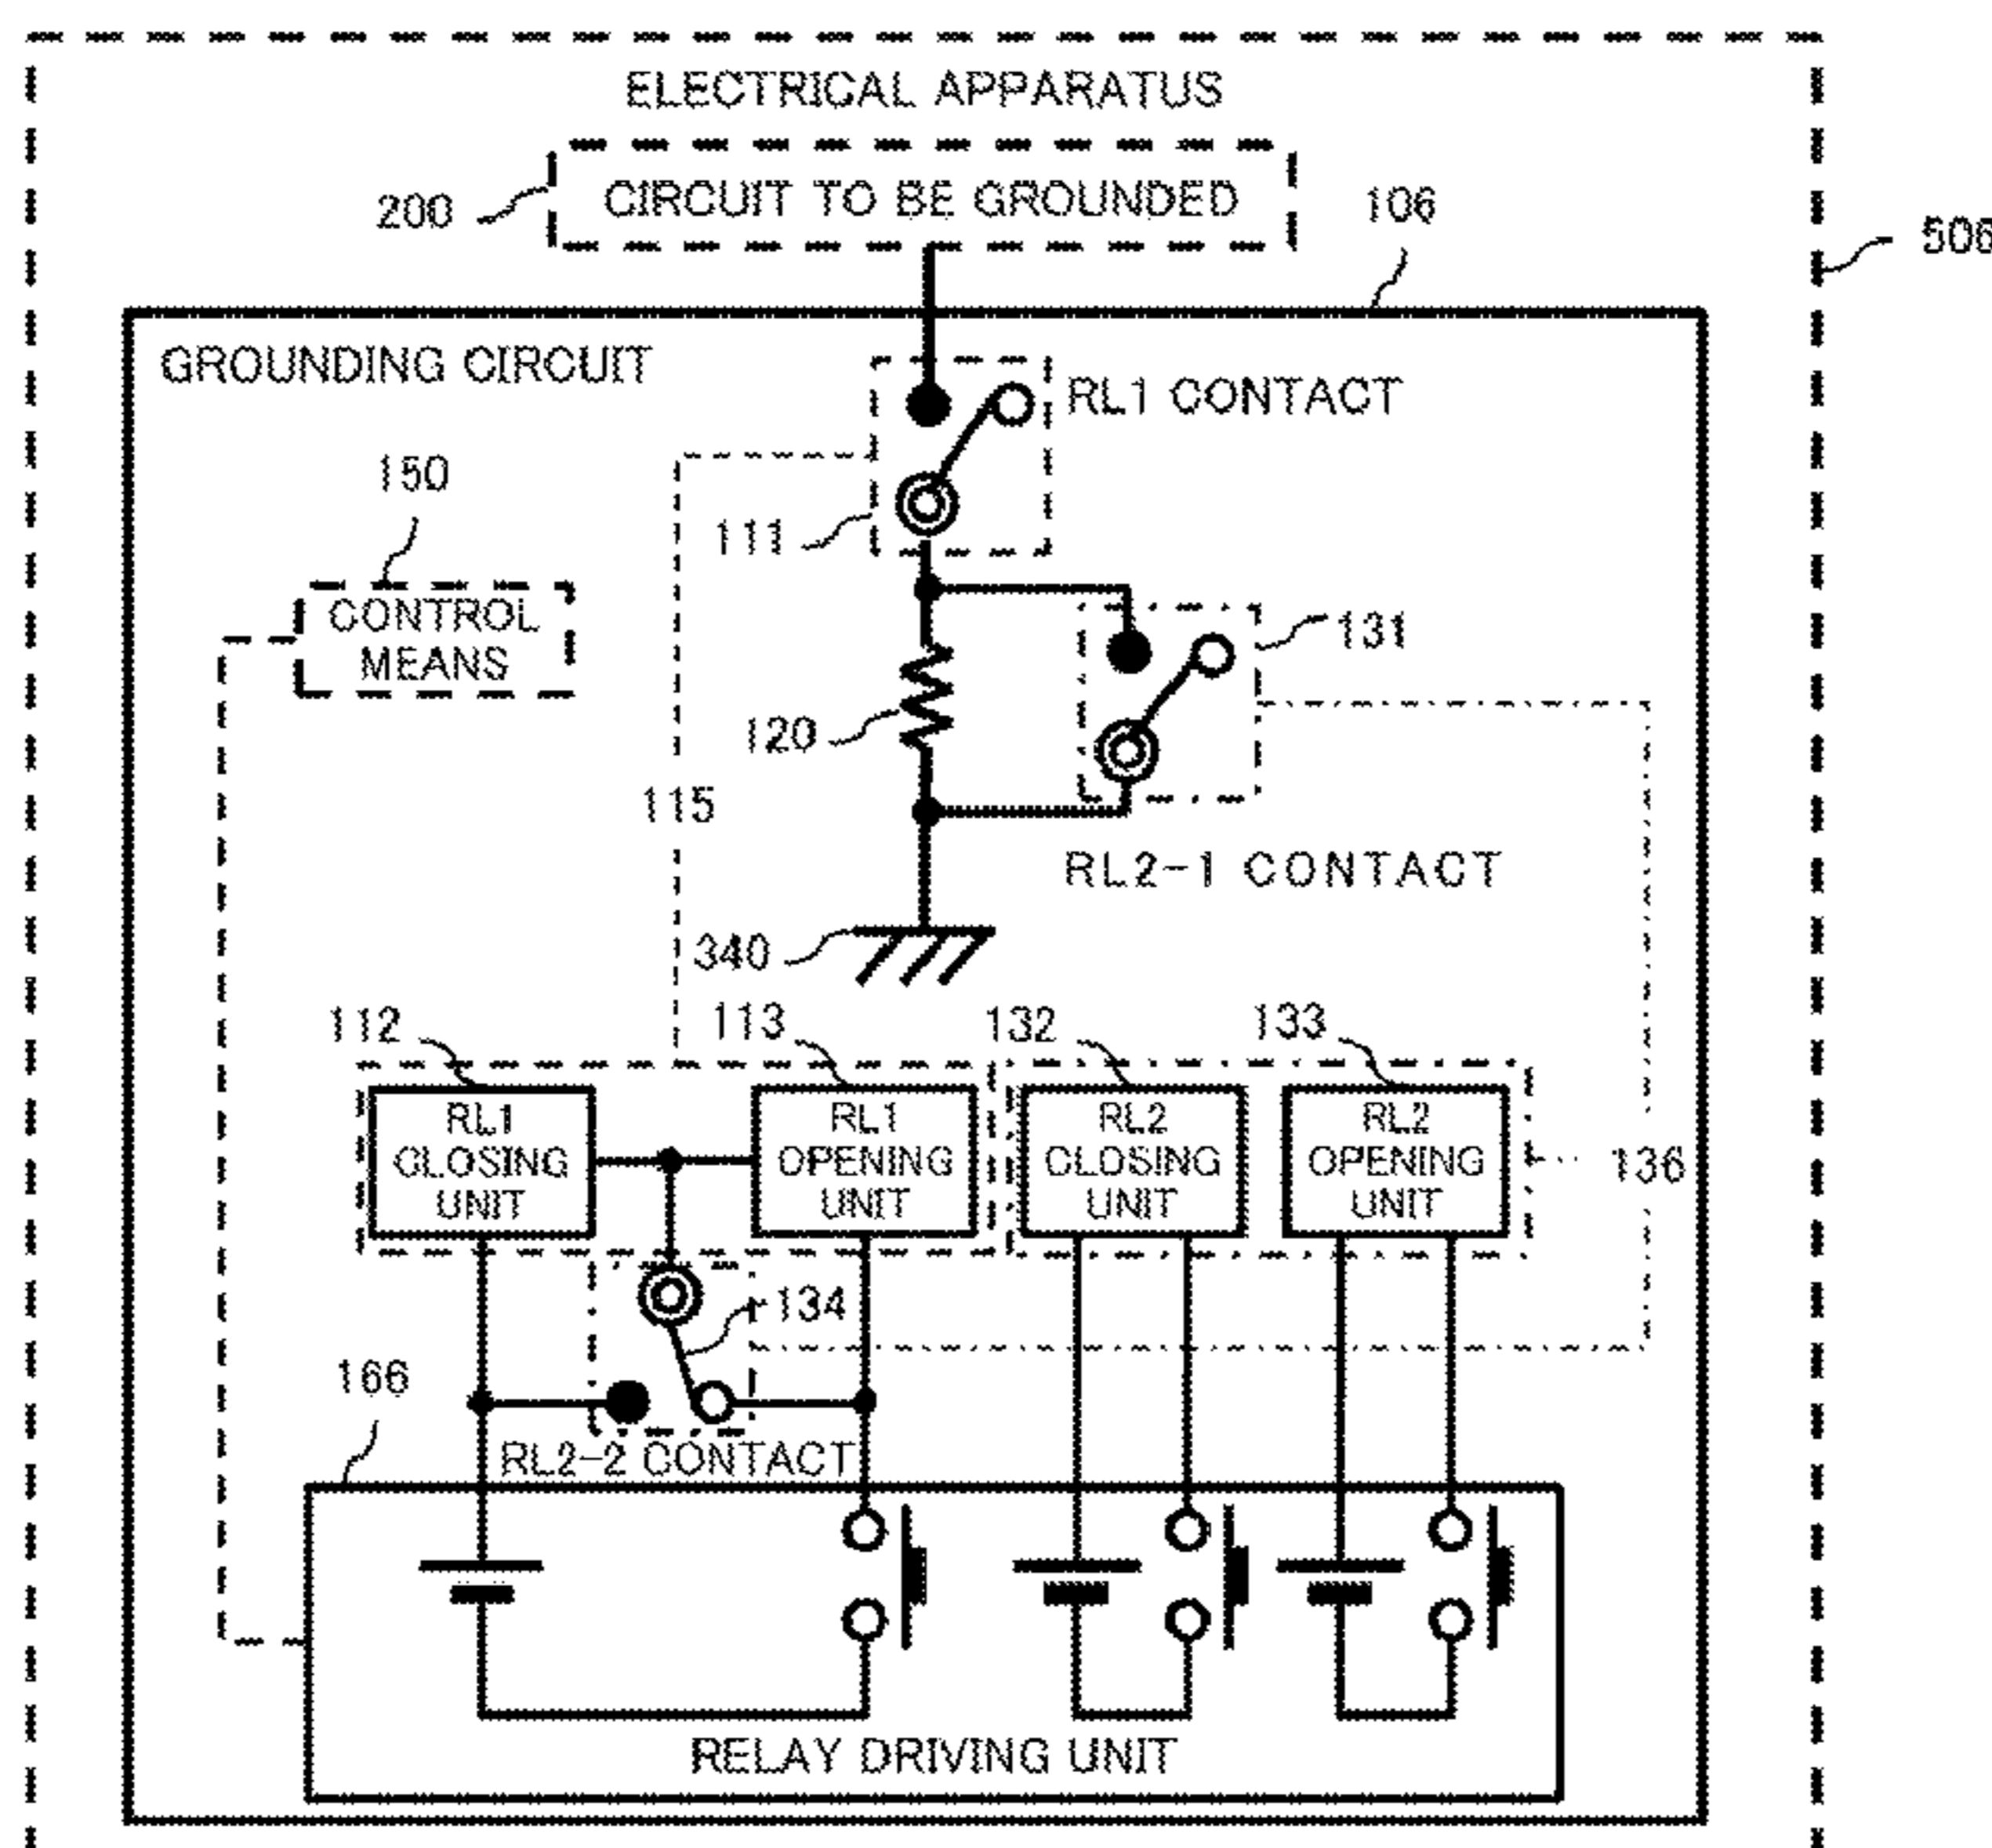 ELECTRICAL APPARATUS
200
CIRCUIT TO BE GROUNDED
106
506
GROUNDING CIRCUIT
RL1 CONTACT
150
111
CONTROL
MEANS
131
120
115
RL2-1 CONTACT
340
112
113
132
133
RL1
CLOSING
UNIT
RL1
OPENING
UNIT
RL2
CLOSING
UNIT
RL2
OPENING
UNIT
136
134
166
RL2-2 CONTACT
RELAY DRIVING UNIT